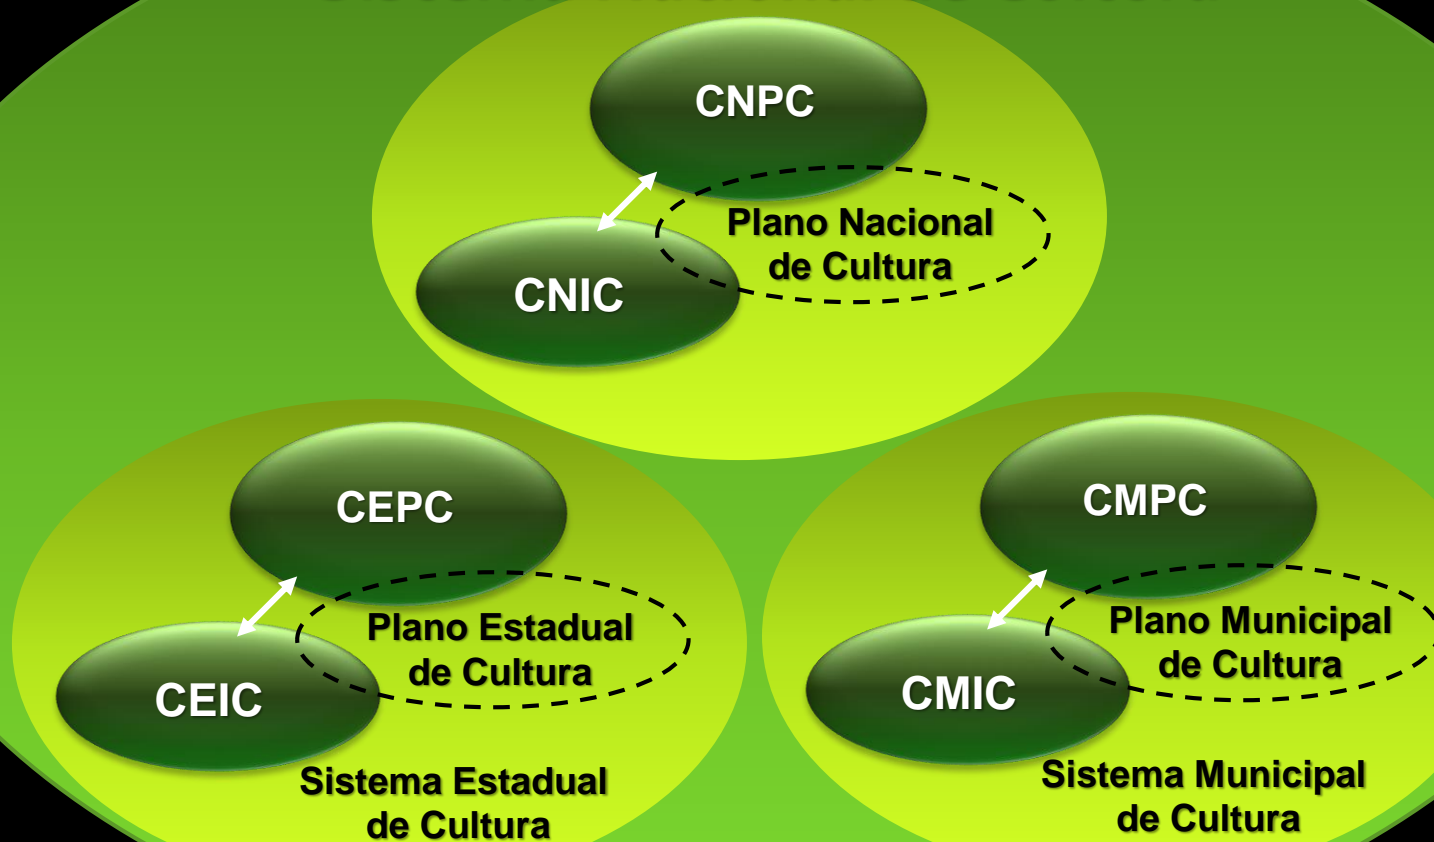 CNPC
Plano Nacional
de Cultura
CNIC
CEPC
Plano Estadual
de Cultura
CEIC
Sistema Estadual
de Cultura
CMPC
Plano Municipal
de Cultura
CMIC
Sistema Municipal
de Cultura